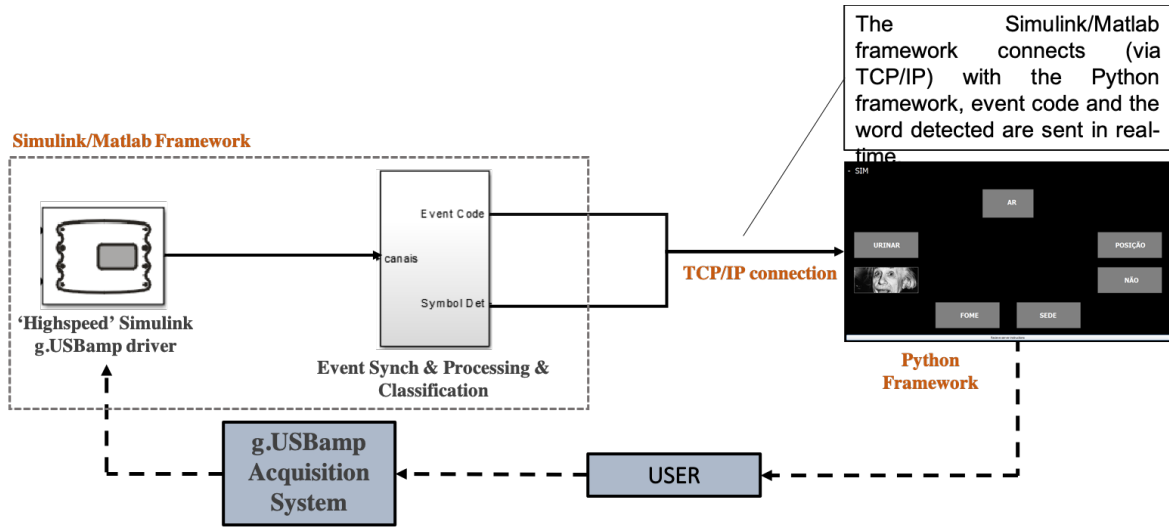 The Simulink/Matlab
framework connects (via
TCP/IP) with the Python
framework, event code and the
word detected are sent in real-
time
Simulink/Matlab Framework
Event Code
canais
Symbol Det
'Highspeed' Simulink
g.USBamp driver
Event Synch & Processing &
Classification
TCP/IP connection
- SIM
AR
URINAR
POSIÇÃO
NÃO
FOME
SEDE
Python
Framework
g.USBamp
Acquisition
System
USER